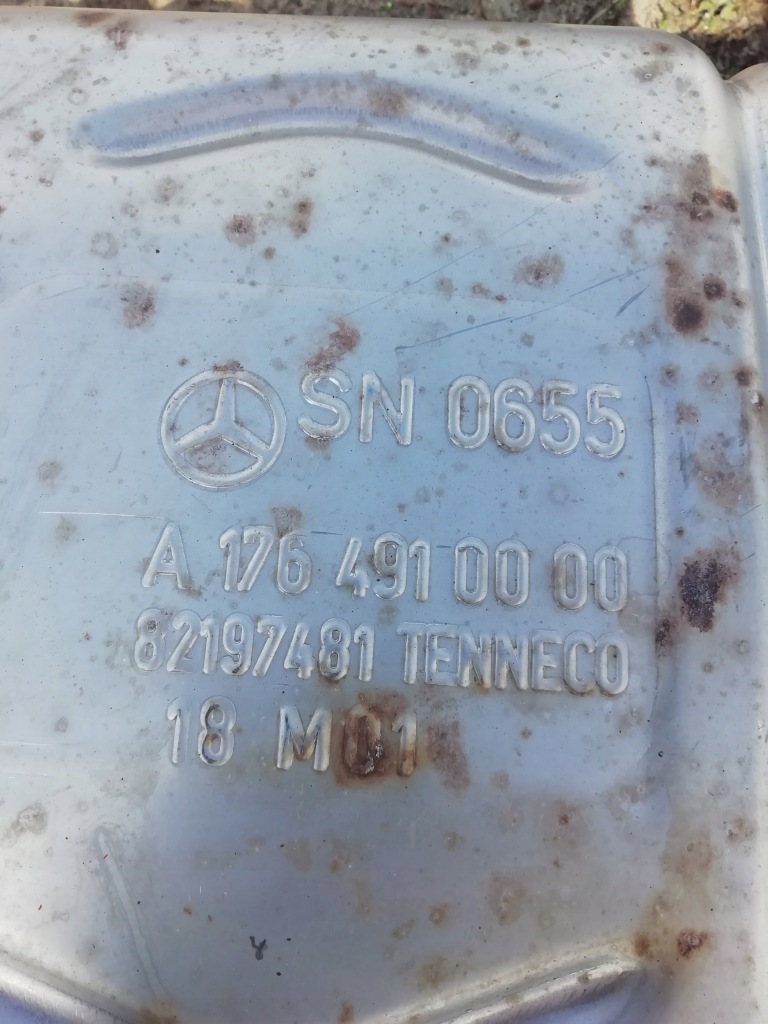 SN 0655
A 176 491 00 00
82197481 TENNECO
18 M01